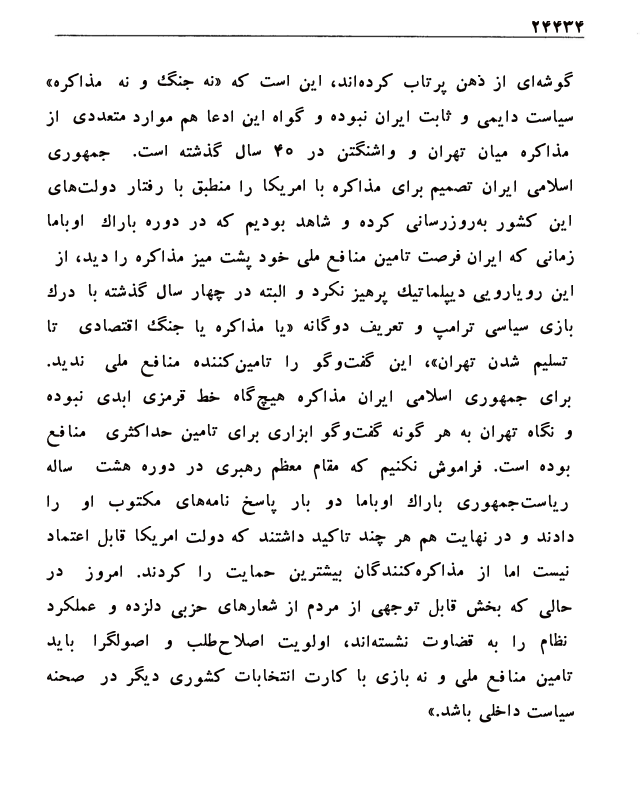 ۲۴۴۳۴
گوشه‌ای از ذهن پرتاب کرده‌اند، این است که «نه جنگ و نه مذاکره»
سیاست دایمی و ثابت ایران نبوده و گواه این ادعا هم موارد متعددی از
مذاکره میان تهران و واشنگتن در ۴۰ سال گذشته است. جمهوری
اسلامی ایران تصمیم برای مذاکره با امریکا را منطبق با رفتار دولت‌های
این کشور به‌روزرسانی کرده و شاهد بودیم که در دوره باراك اوباما
زمانی که ایران فرصت تامین منافع ملی خود پشت میز مذاکره را دید، از
این رویارویی دیپلماتیك پرهیز نکرد و البته در چهار سال گذشته با درك
بازی سیاسی ترامپ و تعریف دوگانه «یا مذاکره یا جنگ اقتصادی تا
تسلیم شدن تهران»، این گفت‌وگو را تامین‌کننده منافع ملی ندید.
برای جمهوری اسلامی ایران مذاکره هیچ‌گاه خط قرمزی ابدی نبوده
و نگاه تهران به هر گونه گفت‌وگو ابزاری برای تامین حداکثری منافع
بوده است. فراموش نکنیم که مقام معظم رهبری در دوره هشت ساله
ریاست‌جمهوری باراك اوباما دو بار پاسخ نامه‌های مکتوب او را
دادند و در نهایت هم هر چند تاکید داشتند که دولت امریکا قابل اعتماد
نیست اما از مذاکره‌کنندگان بیشترین حمایت را کردند. امروز در
حالی که بخش قابل توجهی از مردم از شعارهای حزبی دلزده و عملکرد
نظام را به قضاوت نشسته‌اند، اولویت اصلاح‌طلب و اصولگرا باید
تامین منافع ملی و نه بازی با کارت انتخابات کشوری دیگر در صحنه
سیاست داخلی باشد.»